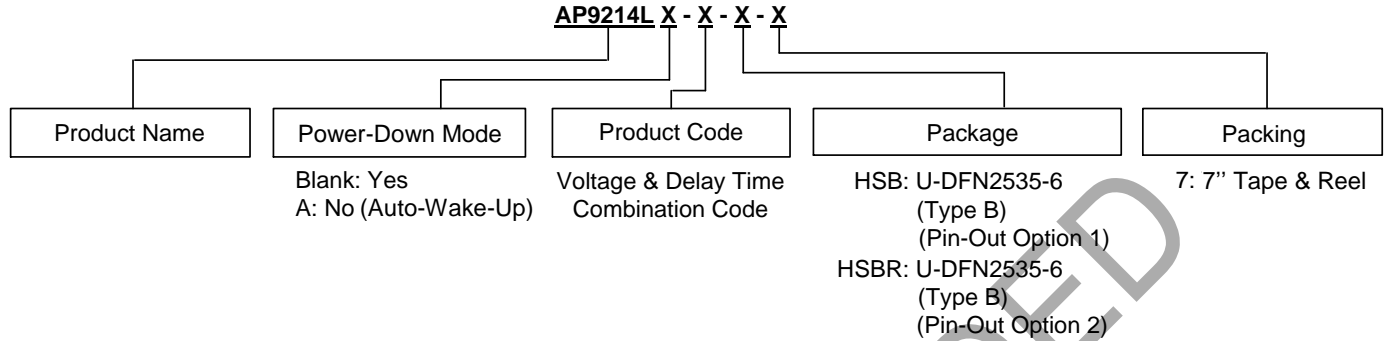 AP9214L X - X - X - X
Product Name
Power-Down Mode
Product Code
Package
Packing
Blank: Yes
A: No (Auto-Wake-Up)
Voltage & Delay Time
Combination Code
HSB: U-DFN2535-6
(Type B)
(Pin-Out Option 1)
HSBR: U-DFN2535-6
(Type B)
(Pin-Out Option 2)
7: 7’’ Tape & Reel